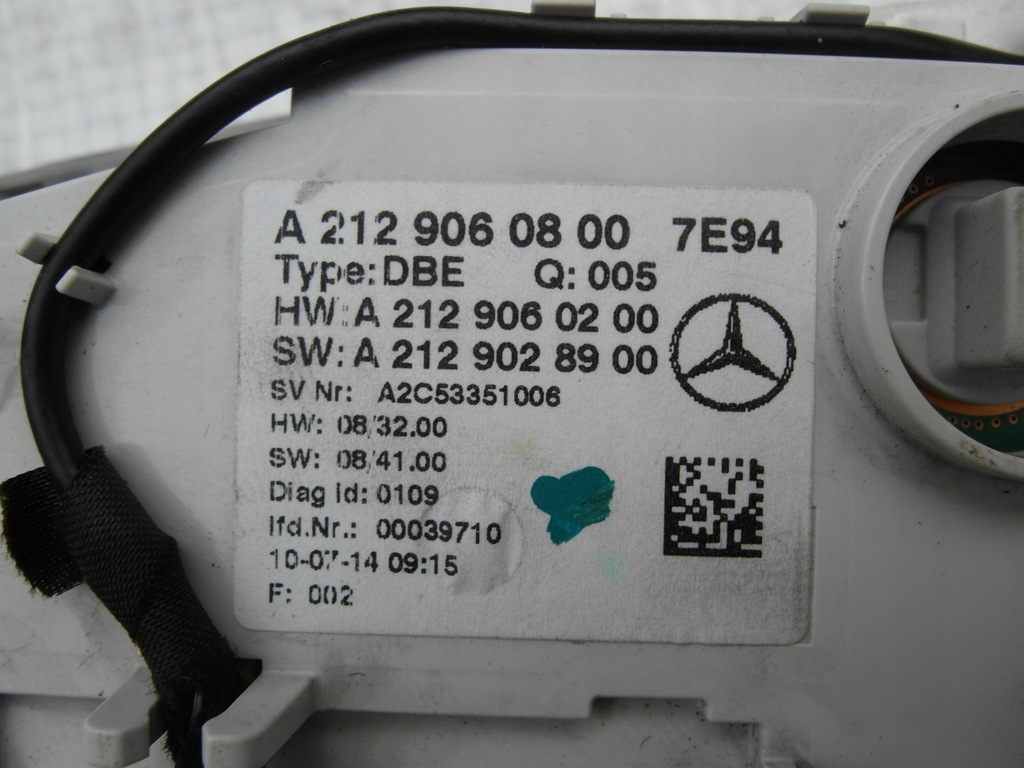 A 212 906 08 00 7E94
Type: DBE Q: 005
HW: A 212 906 02 00
SW: A 212 902 89 00
SV Nr: A2C53351006
HW: 08/32.00
SW: 08/41.00
Diag Id: 0109
lfd.Nr.: 00039710
10-07-14 09:15
F: 002